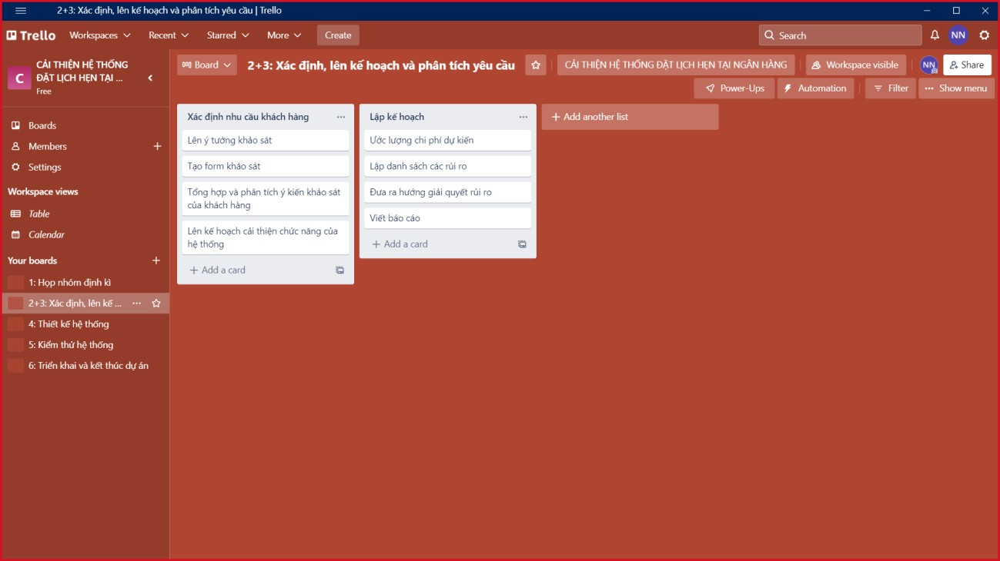 2+3: Xác định, lên kế hoạch và phân tích yêu cầu | Trello
Trello
Workspaces
Recent
Starred
More
Create
Search
NN
C
CẢI THIỆN HỆ THỐNG
ĐẶT LỊCH HẸN TẠI ...
Free
Boards
Members
Settings
Workspace views
Table
Calendar
Your boards
1: Họp nhóm định kì
2+3: Xác định, lên kế ...
4: Thiết kế hệ thống
5: Kiểm thử hệ thống
6: Triển khai và kết thúc dự án
Board
2+3: Xác định, lên kế hoạch và phân tích yêu cầu
CẢI THIỆN HỆ THỐNG ĐẶT LỊCH HẸN TẠI NGÂN HÀNG
Workspace visible
NN
Share
Power-Ups
Automation
Filter
Show menu
Xác định nhu cầu khách hàng
Lên ý tưởng khảo sát
Tạo form khảo sát
Tổng hợp và phân tích ý kiến khảo sát
của khách hàng
Lên kế hoạch cải thiện chức năng của
hệ thống
Add a card
Lập kế hoạch
Ước lượng chi phí dự kiến
Lập danh sách các rủi ro
Đưa ra hướng giải quyết rủi ro
Viết báo cáo
Add a card
Add another list